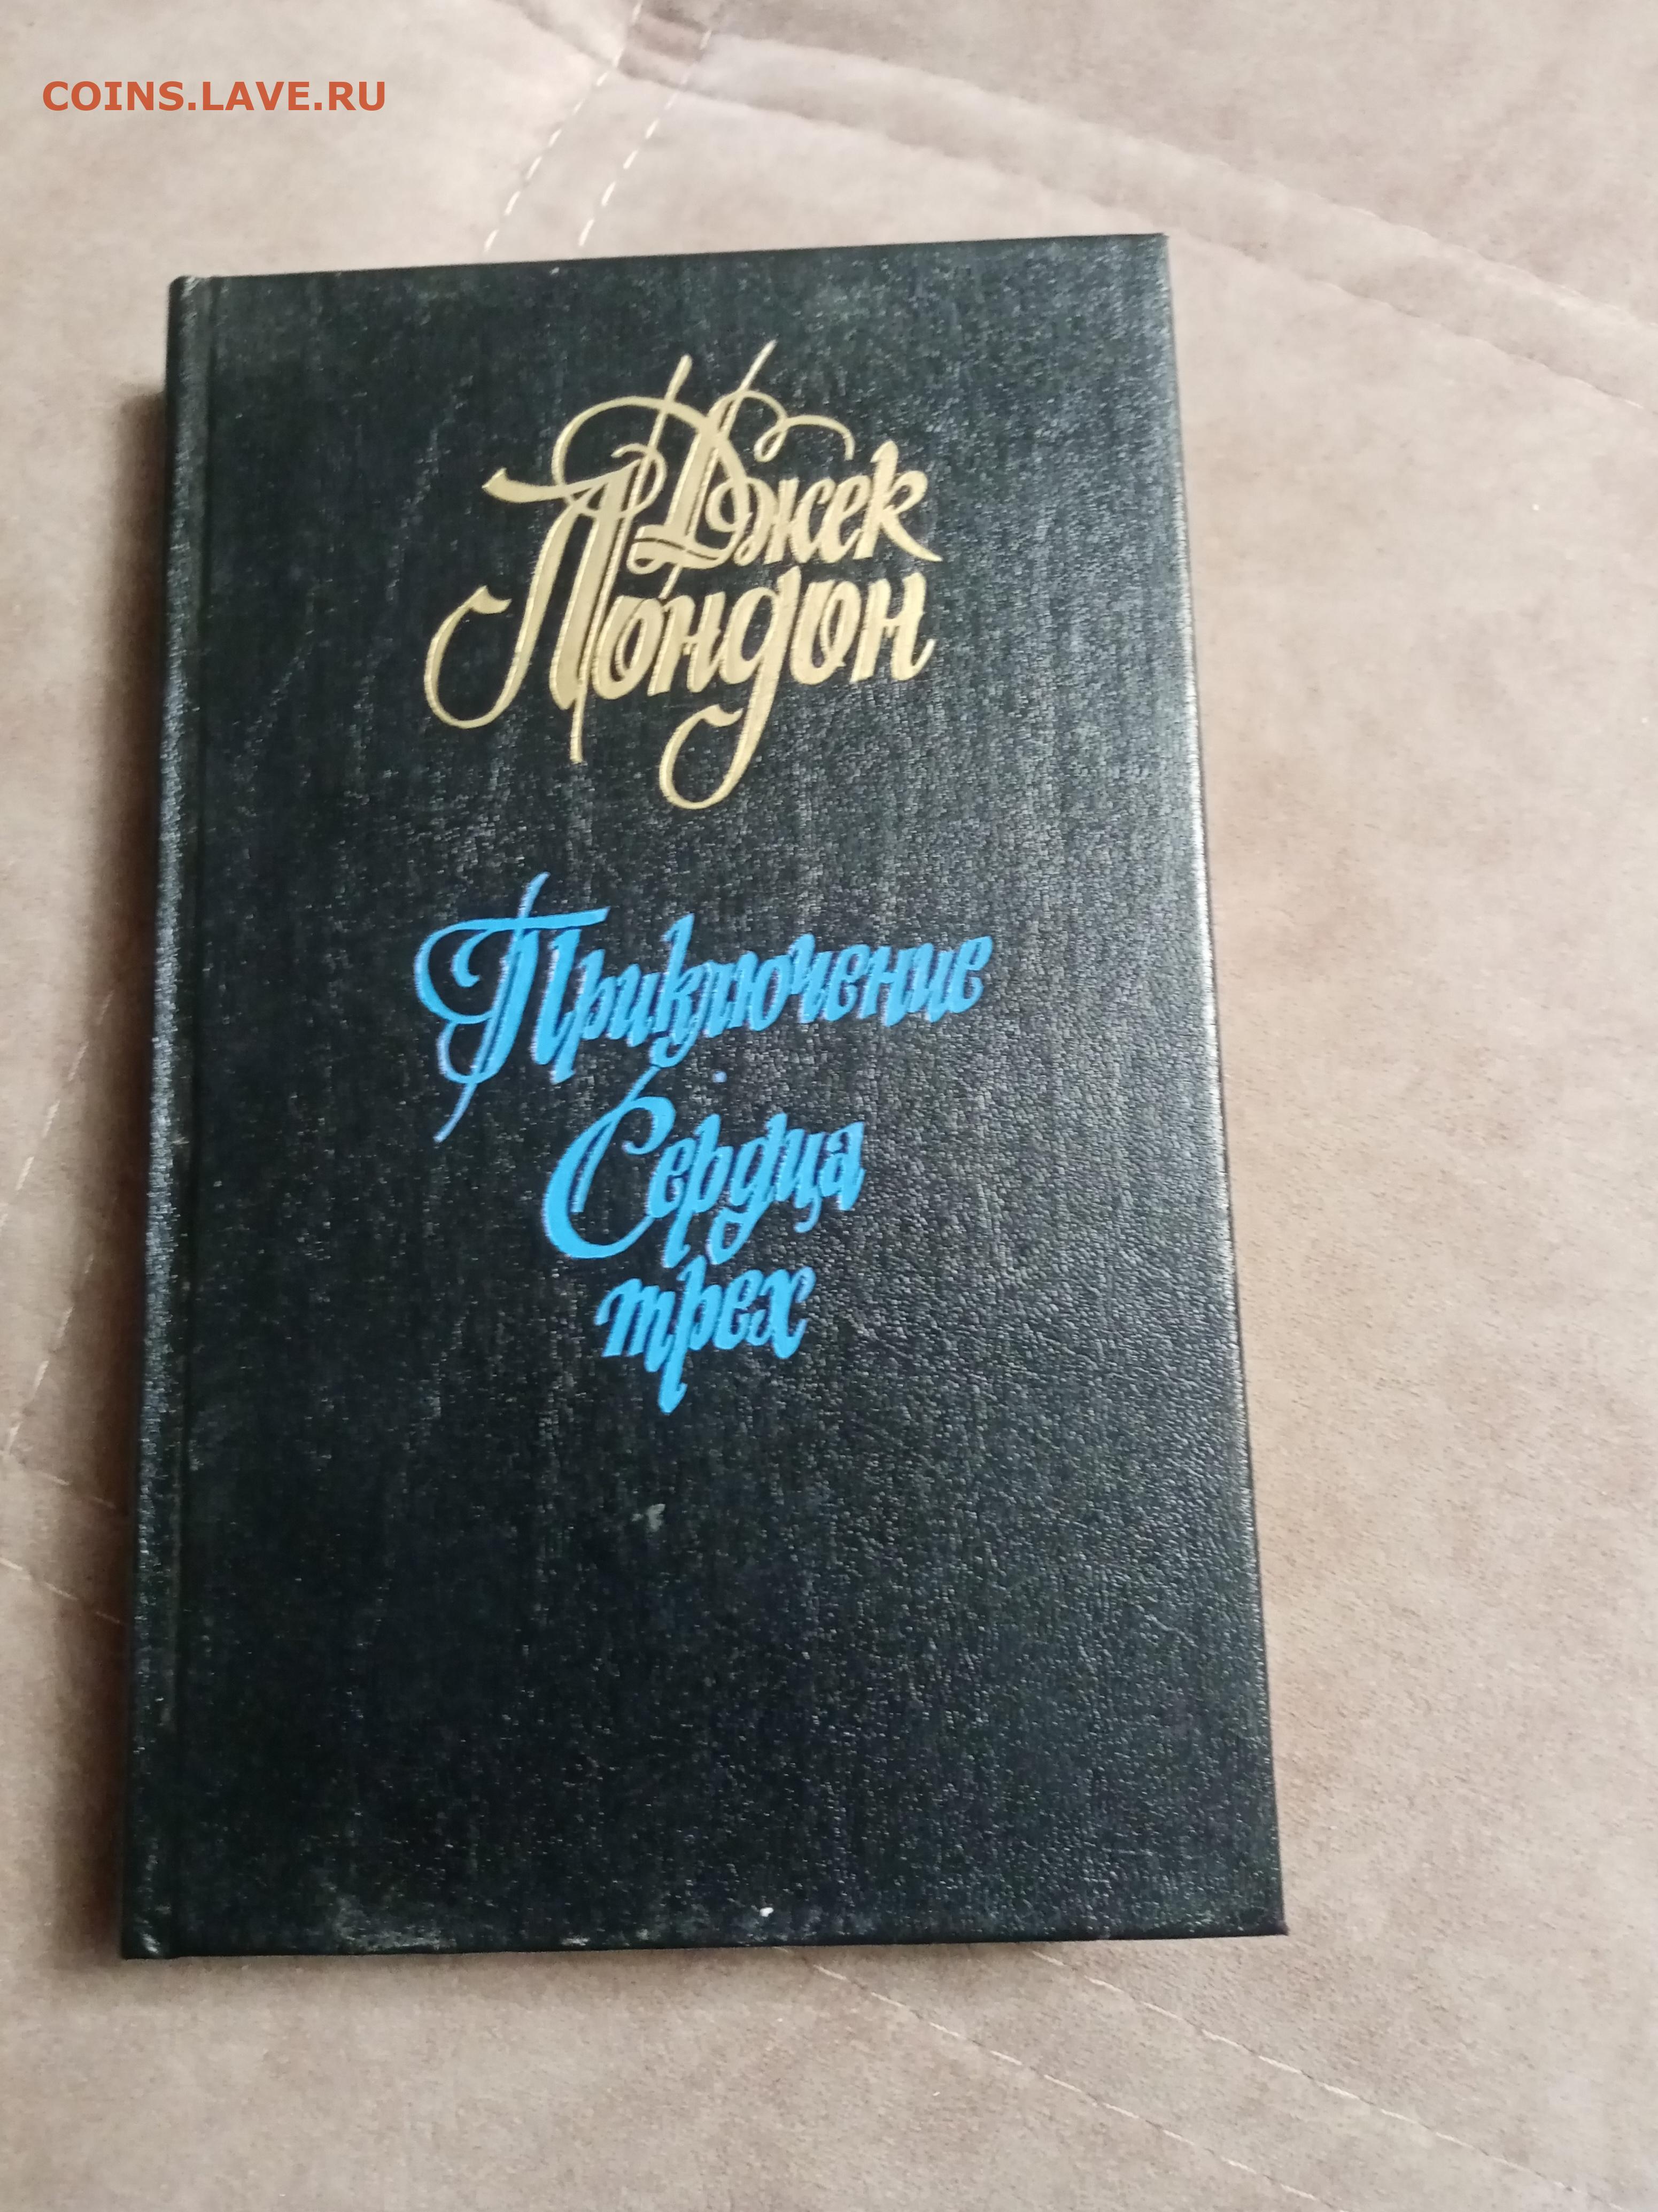 COINS.LAVE.RU
Джек
Лондон
Приключение
Сердца
трех